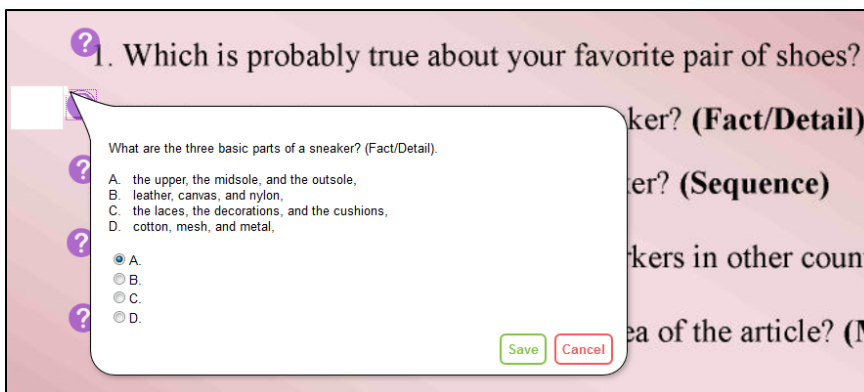 1. Which is probably true about your favorite pair of shoes?
ker? (Fact/Detail)
What are the three basic parts of a sneaker? (Fact/Detail).
A. the upper, the midsole, and the outsole,
B. leather, canvas, and nylon,
C. the laces, the decorations, and the cushions,
D. cotton, mesh, and metal,
er? (Sequence)
kers in other coun
A.
B.
C.
D.
ea of the article? (
Save Cancel